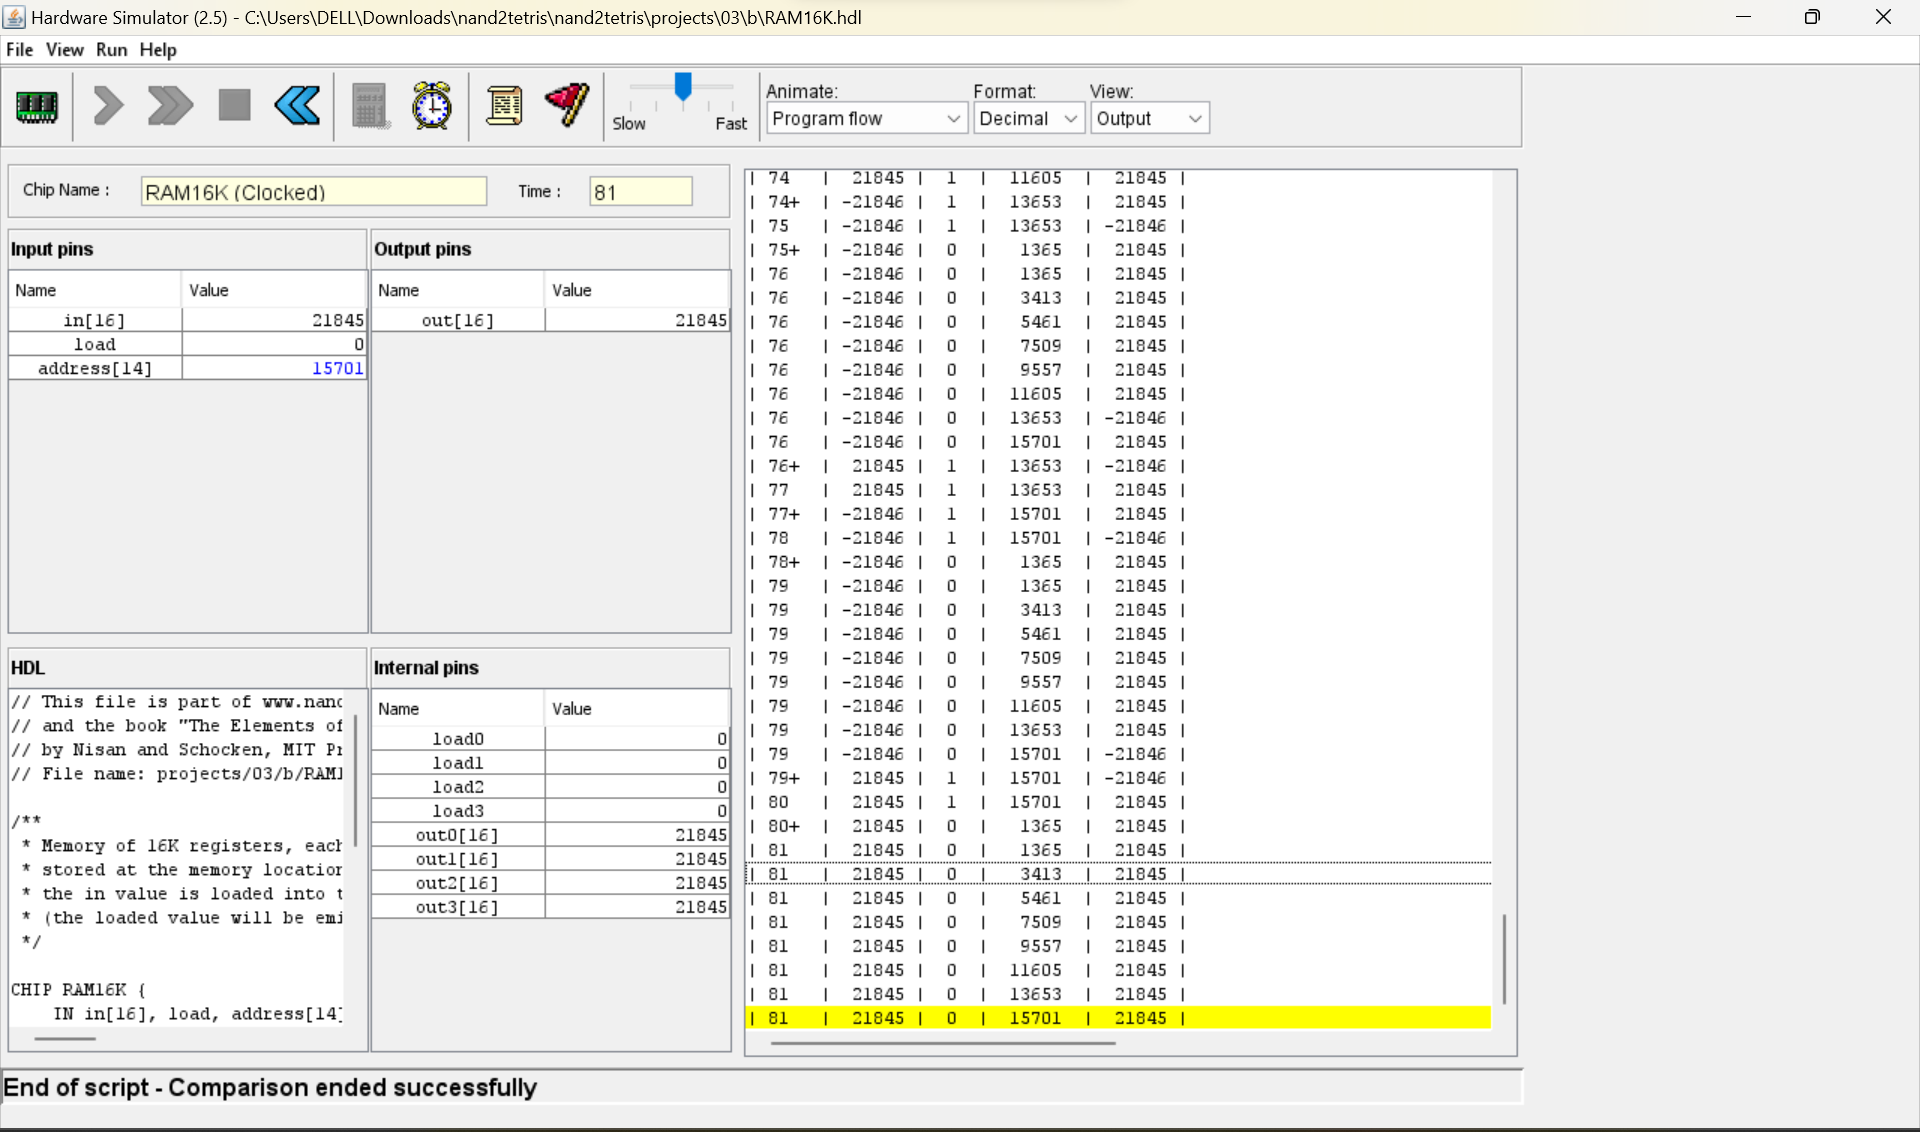 Hardware Simulator (2.5) - C:\Users\DELL\Downloads\nand2tetris\nand2tetris\projects\03\b\RAM16K.hdl
File View Run Help
Slow Fast
Animate: Format: View:
Program flow Decimal Output
Chip Name : RAM16K (Clocked) Time : 81
Input pins
Name Value
in[16] 21845
load 0
address[14] 15701
Output pins
Name Value
out[16] 21845
HDL
// This file is part of www.nand
// and the book "The Elements of
// by Nisan and Schocken, MIT Pr
// File name: projects/03/b/RAM1
/**
* Memory of 16K registers, each
* stored at the memory location
* the in value is loaded into t
* (the loaded value will be emi
*/
CHIP RAM16K {
IN in[16], load, address[14]
Internal pins
Name Value
load0 0
load1 0
load2 0
load3 0
out0[16] 21845
out1[16] 21845
out2[16] 21845
out3[16] 21845
| 74 | 21845 | 1 | 11605 | 21845 |
| 74+ | -21846 | 1 | 13653 | 21845 |
| 75 | -21846 | 1 | 13653 | -21846 |
| 75+ | -21846 | 0 | 1365 | 21845 |
| 76 | -21846 | 0 | 1365 | 21845 |
| 76 | -21846 | 0 | 3413 | 21845 |
| 76 | -21846 | 0 | 5461 | 21845 |
| 76 | -21846 | 0 | 7509 | 21845 |
| 76 | -21846 | 0 | 9557 | 21845 |
| 76 | -21846 | 0 | 11605 | 21845 |
| 76 | -21846 | 0 | 13653 | -21846 |
| 76 | -21846 | 0 | 15701 | 21845 |
| 76+ | 21845 | 1 | 13653 | -21846 |
| 77 | 21845 | 1 | 13653 | 21845 |
| 77+ | -21846 | 1 | 15701 | 21845 |
| 78 | -21846 | 1 | 15701 | -21846 |
| 78+ | -21846 | 0 | 1365 | 21845 |
| 79 | -21846 | 0 | 1365 | 21845 |
| 79 | -21846 | 0 | 3413 | 21845 |
| 79 | -21846 | 0 | 5461 | 21845 |
| 79 | -21846 | 0 | 7509 | 21845 |
| 79 | -21846 | 0 | 9557 | 21845 |
| 79 | -21846 | 0 | 11605 | 21845 |
| 79 | -21846 | 0 | 13653 | 21845 |
| 79 | -21846 | 0 | 15701 | -21846 |
| 79+ | 21845 | 1 | 15701 | -21846 |
| 80 | 21845 | 1 | 15701 | 21845 |
| 80+ | 21845 | 0 | 1365 | 21845 |
| 81 | 21845 | 0 | 1365 | 21845 |
| 81 | 21845 | 0 | 3413 | 21845 |
| 81 | 21845 | 0 | 5461 | 21845 |
| 81 | 21845 | 0 | 7509 | 21845 |
| 81 | 21845 | 0 | 9557 | 21845 |
| 81 | 21845 | 0 | 11605 | 21845 |
| 81 | 21845 | 0 | 13653 | 21845 |
| 81 | 21845 | 0 | 15701 | 21845 |
End of script - Comparison ended successfully